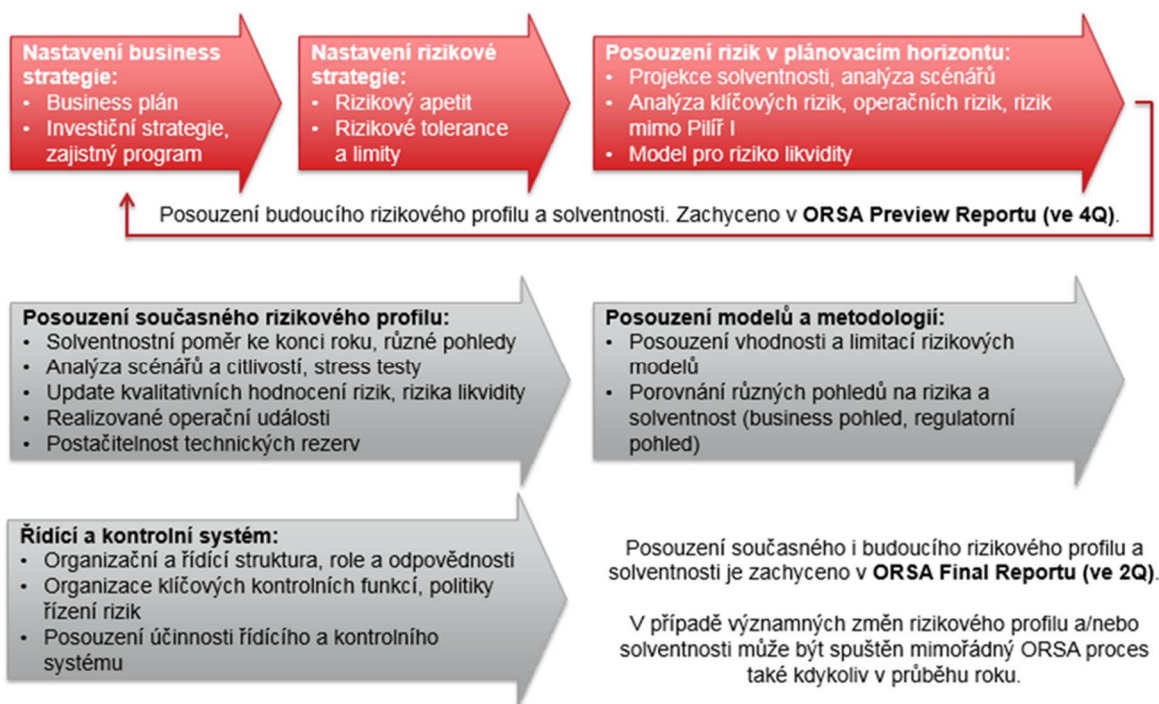 Nastavení business
strategie:
• Business plán
• Investiční strategie,
zajistný program
Nastavení rizikové
strategie:
• Rizikový apetit
• Rizikové tolerance
a limity
Posouzení rizik v plánovacím horizontu:
• Projekce solventnosti, analýza scénářů
• Analýza klíčových rizik, operačních rizik, rizik
mimo Pilíř I
• Model pro riziko likvidity
Posouzení budoucího rizikového profilu a solventnosti. Zachyceno v ORSA Preview Reportu (ve 4Q).
Posouzení současného rizikového profilu:
• Solventnostní poměr ke konci roku, různé pohledy
• Analýza scénářů a citlivostí, stress testy
• Update kvalitativních hodnocení rizik, rizika likvidity
• Realizované operační události
• Postačitelnost technických rezerv
Posouzení modelů a metodologií:
• Posouzení vhodnosti a limitací rizikových
modelů
• Porovnání různých pohledů na rizika a
solventnost (business pohled, regulatorní
pohled)
Řídící a kontrolní systém:
• Organizační a řídící struktura, role a odpovědnosti
• Organizace klíčových kontrolních funkcí, politiky
řízení rizik
• Posouzení účinnosti řídícího a kontrolního
systému
Posouzení současného i budoucího rizikového profilu a
solventnosti je zachyceno v ORSA Final Reportu (ve 2Q).
V případě významných změn rizikového profilu a/nebo
solventnosti může být spuštěn mimořádný ORSA proces
také kdykoliv v průběhu roku.